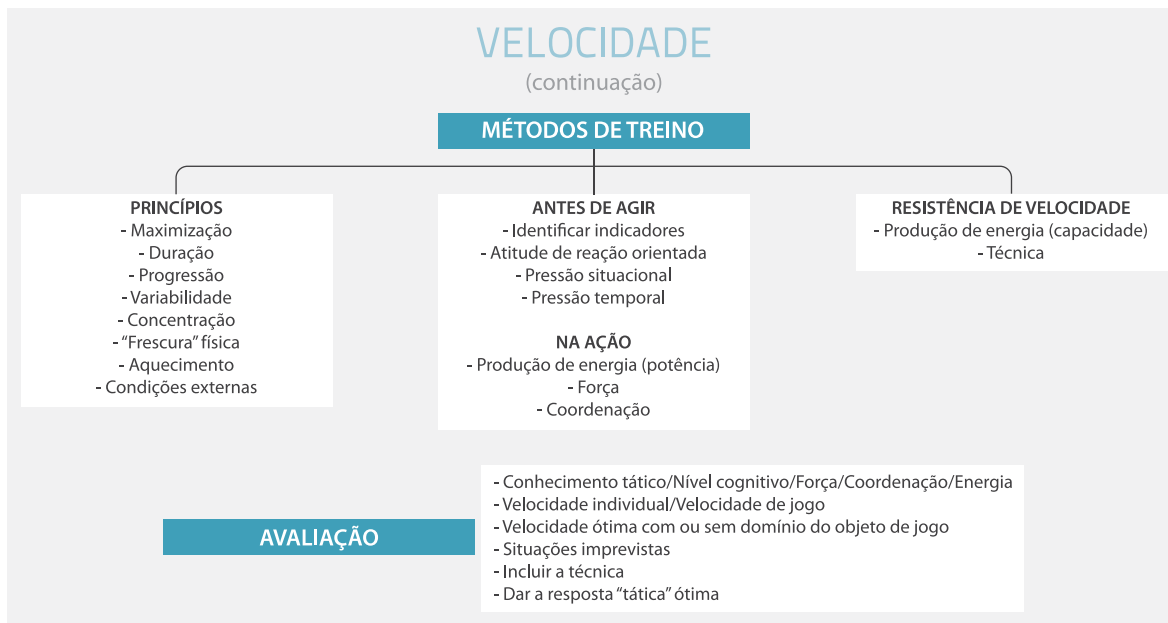 VELOCIDADE
(continuação)
MÉTODOS DE TREINO
PRINCÍPIOS
- Maximização
- Duração
- Progressão
- Variabilidade
- Concentração
- “Frescura” física
- Aquecimento
- Condições externas
ANTES DE AGIR
- Identificar indicadores
- Atitude de reação orientada
- Pressão situacional
- Pressão temporal
NA AÇÃO
- Produção de energia (potência)
- Força
- Coordenação
RESISTÊNCIA DE VELOCIDADE
- Produção de energia (capacidade)
- Técnica
AVALIAÇÃO
- Conhecimento tático/Nível cognitivo/Força/Coordenação/Energia
- Velocidade individual/Velocidade de jogo
- Velocidade ótima com ou sem domínio do objeto de jogo
- Situações imprevistas
- Incluir a técnica
- Dar a resposta “tática” ótima